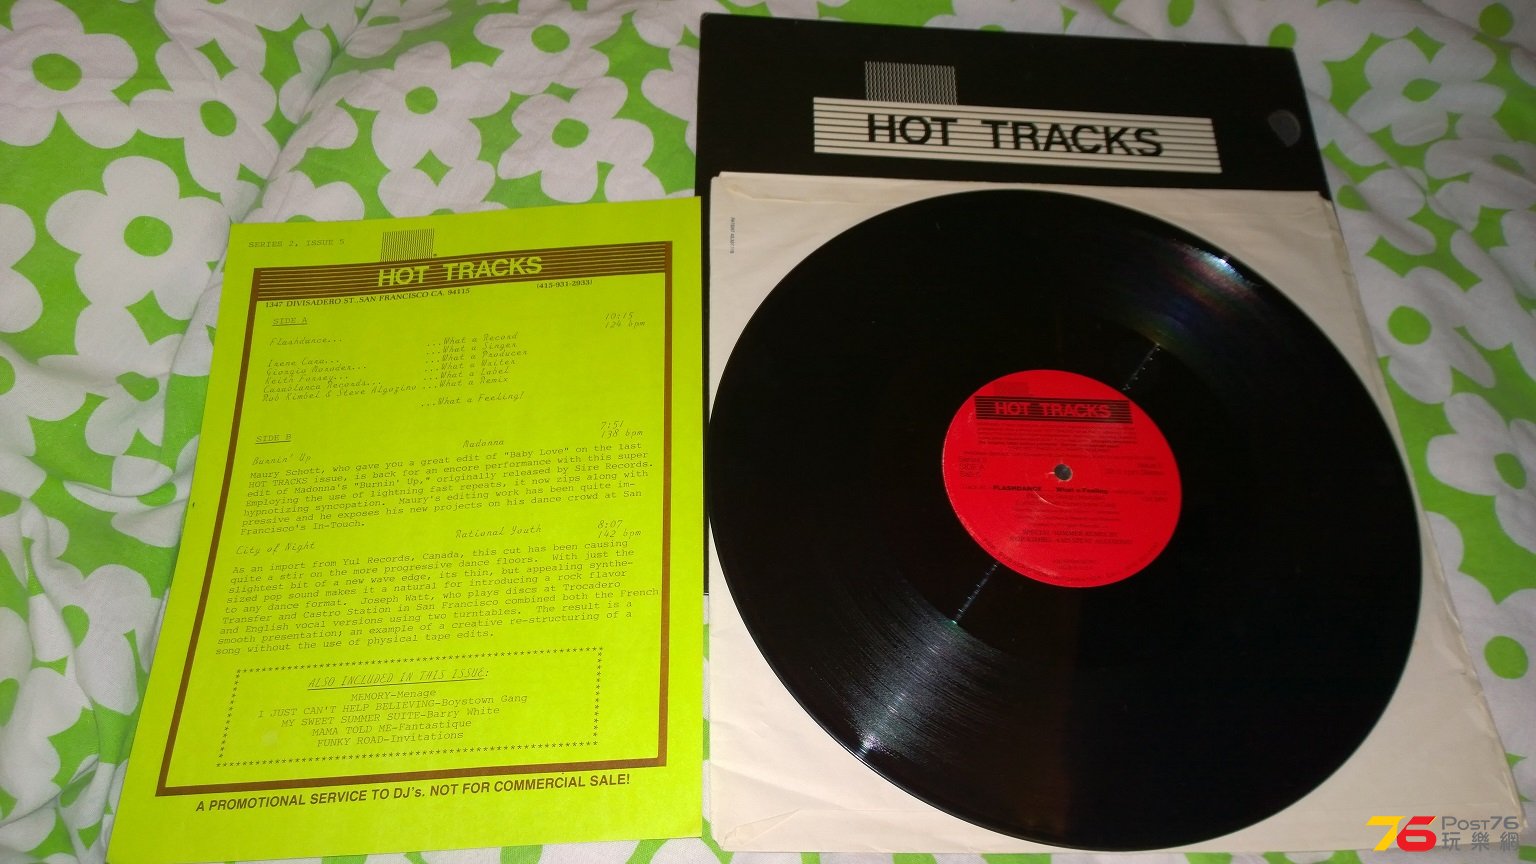 SERIES 2, ISSUE 5
HOT TRACKS
1347 DIVISADERO ST., SAN FRANCISCO CA. 94115 (415-931-2933)
SIDE A 10:15
124 bpm
Flashdance... ...What a Record
Irene Cara... ...What a Singer
Giorgio Moroder... ...What a Producer
Keith Forsey... ...What a Writer
Casablanca Records... ...What a Label
Rob Kimbel & Steve Algozino ...What a Remix
...What a Feeling!
SIDE B 7:51
138 bpm
Burnin' Up Madonna
Maury Schott, who gave you a great edit of "Baby Love" on the last
HOT TRACKS issue, is back for an encore performance with this super
edit of Madonna's "Burnin' Up," originally released by Sire Records.
Employing the use of lightning fast repeats, it now zips along with
hypnotizing syncopation. Maury's editing work has been quite im-
pressive and he exposes his new projects on his dance crowd at San
Francisco's In-Touch.
8:07
City of Night National Youth 142 bpm
As an import from Yul Records, Canada, this cut has been causing
quite a stir on the more progressive dance floors. With just the
slightest bit of a new wave edge, its thin, but appealing synthe-
sized pop sound makes it a natural for introducing a rock flavor
to any dance format. Joseph Watt, who plays discs at Trocadero
Transfer and Castro Station in San Francisco combined both the French
and English vocal versions using two turntables. The result is a
smooth presentation; an example of a creative re-structuring of a
song without the use of physical tape edits.
ALSO INCLUDED IN THIS ISSUE:
MEMORY-Menage
I JUST CAN'T HELP BELIEVING-Boystown Gang
MY SWEET SUMMER SUITE-Barry White
MAMA TOLD ME-Fantastique
FUNKY ROAD-Invitations
A PROMOTIONAL SERVICE TO DJ's. NOT FOR COMMERCIAL SALE!
HOT TRACKS
HOT TRACKS
FLASHDANCE What a Feeling
76 POST76
玩樂網